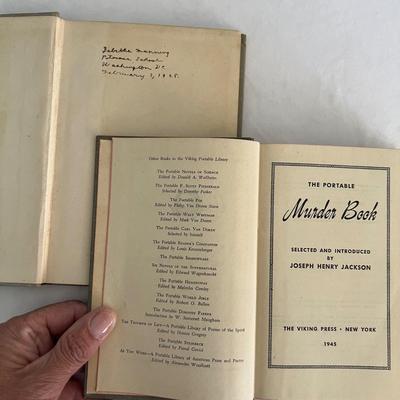 Tabitha Manning
Potomac School
Washington DC
February 3, 1928.
Other Books in the Viking Portable Library
The Portable Novels of Science
Edited by Donald A. Wollheim
The Portable F. Scott Fitzgerald
Selected by Dorothy Parker
The Portable Poe
Edited by Philip Van Doren Stern
The Portable Walt Whitman
Edited by Mark Van Doren
The Portable Carl Van Doren
Selected by himself
The Portable Reader's Companion
Edited by Louis Kronenberger
The Portable Shakespeare
Six Novels of the Supernatural
Edited by Edward Wagenknecht
The Portable Hemingway
Edited by Malcolm Cowley
The Portable World Bible
Edited by Robert O. Ballou
The Portable Dorothy Parker
Introduction by W. Somerset Maugham
The Triumph of Life—A Portable Library of Poems of the Spirit
Edited by Horace Gregory
The Portable Steinbeck
Edited by Pascal Covici
As You Were—A Portable Library of American Prose and Poetry
Edited by Alexander Woollcott
THE PORTABLE
Murder Book
SELECTED AND INTRODUCED
BY
JOSEPH HENRY JACKSON
THE VIKING PRESS • NEW YORK
1945